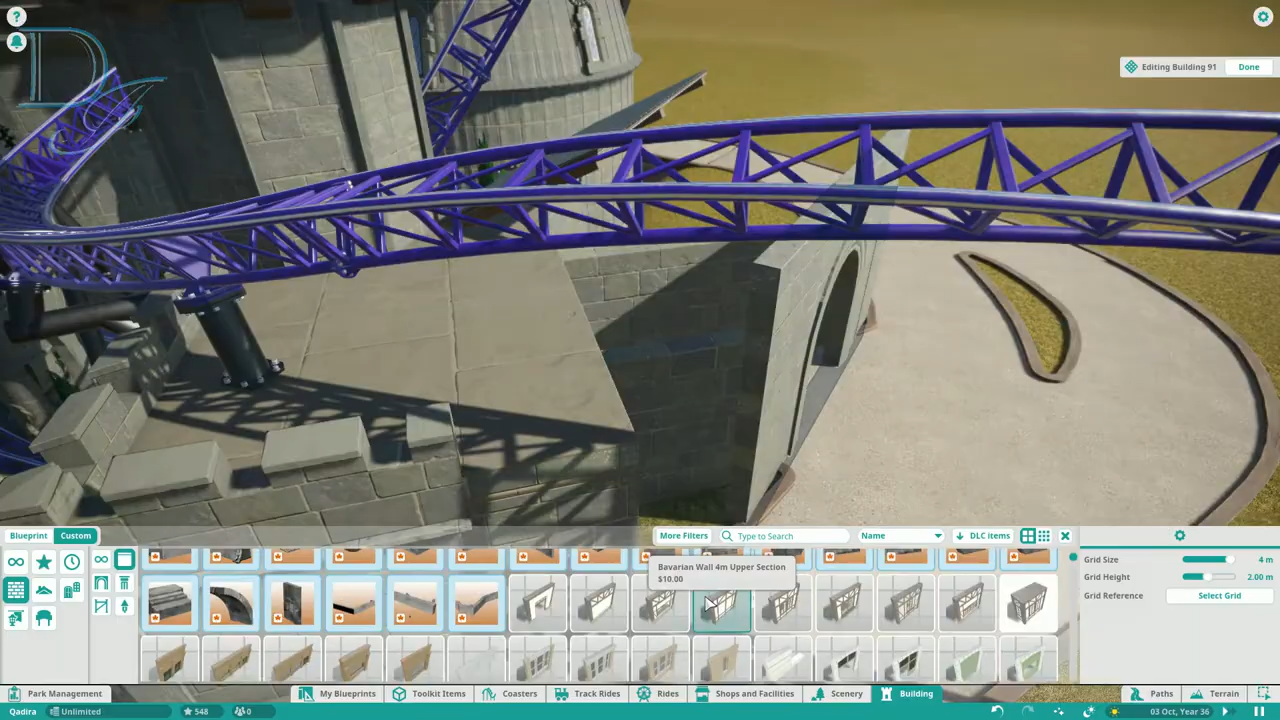 ?
Editing Building 91 Done
Blueprint Custom
More Filters Type to Search Name DLC items
Bavarian Wall 4m Upper Section
$10.00
Grid Size 4 m
Grid Height 2.00 m
Grid Reference Select Grid
Park Management My Blueprints Toolkit Items Coasters Track Rides Rides Shops and Facilities Scenery Building Paths Terrain
Qadira Unlimited 548 0 03 Oct, Year 36